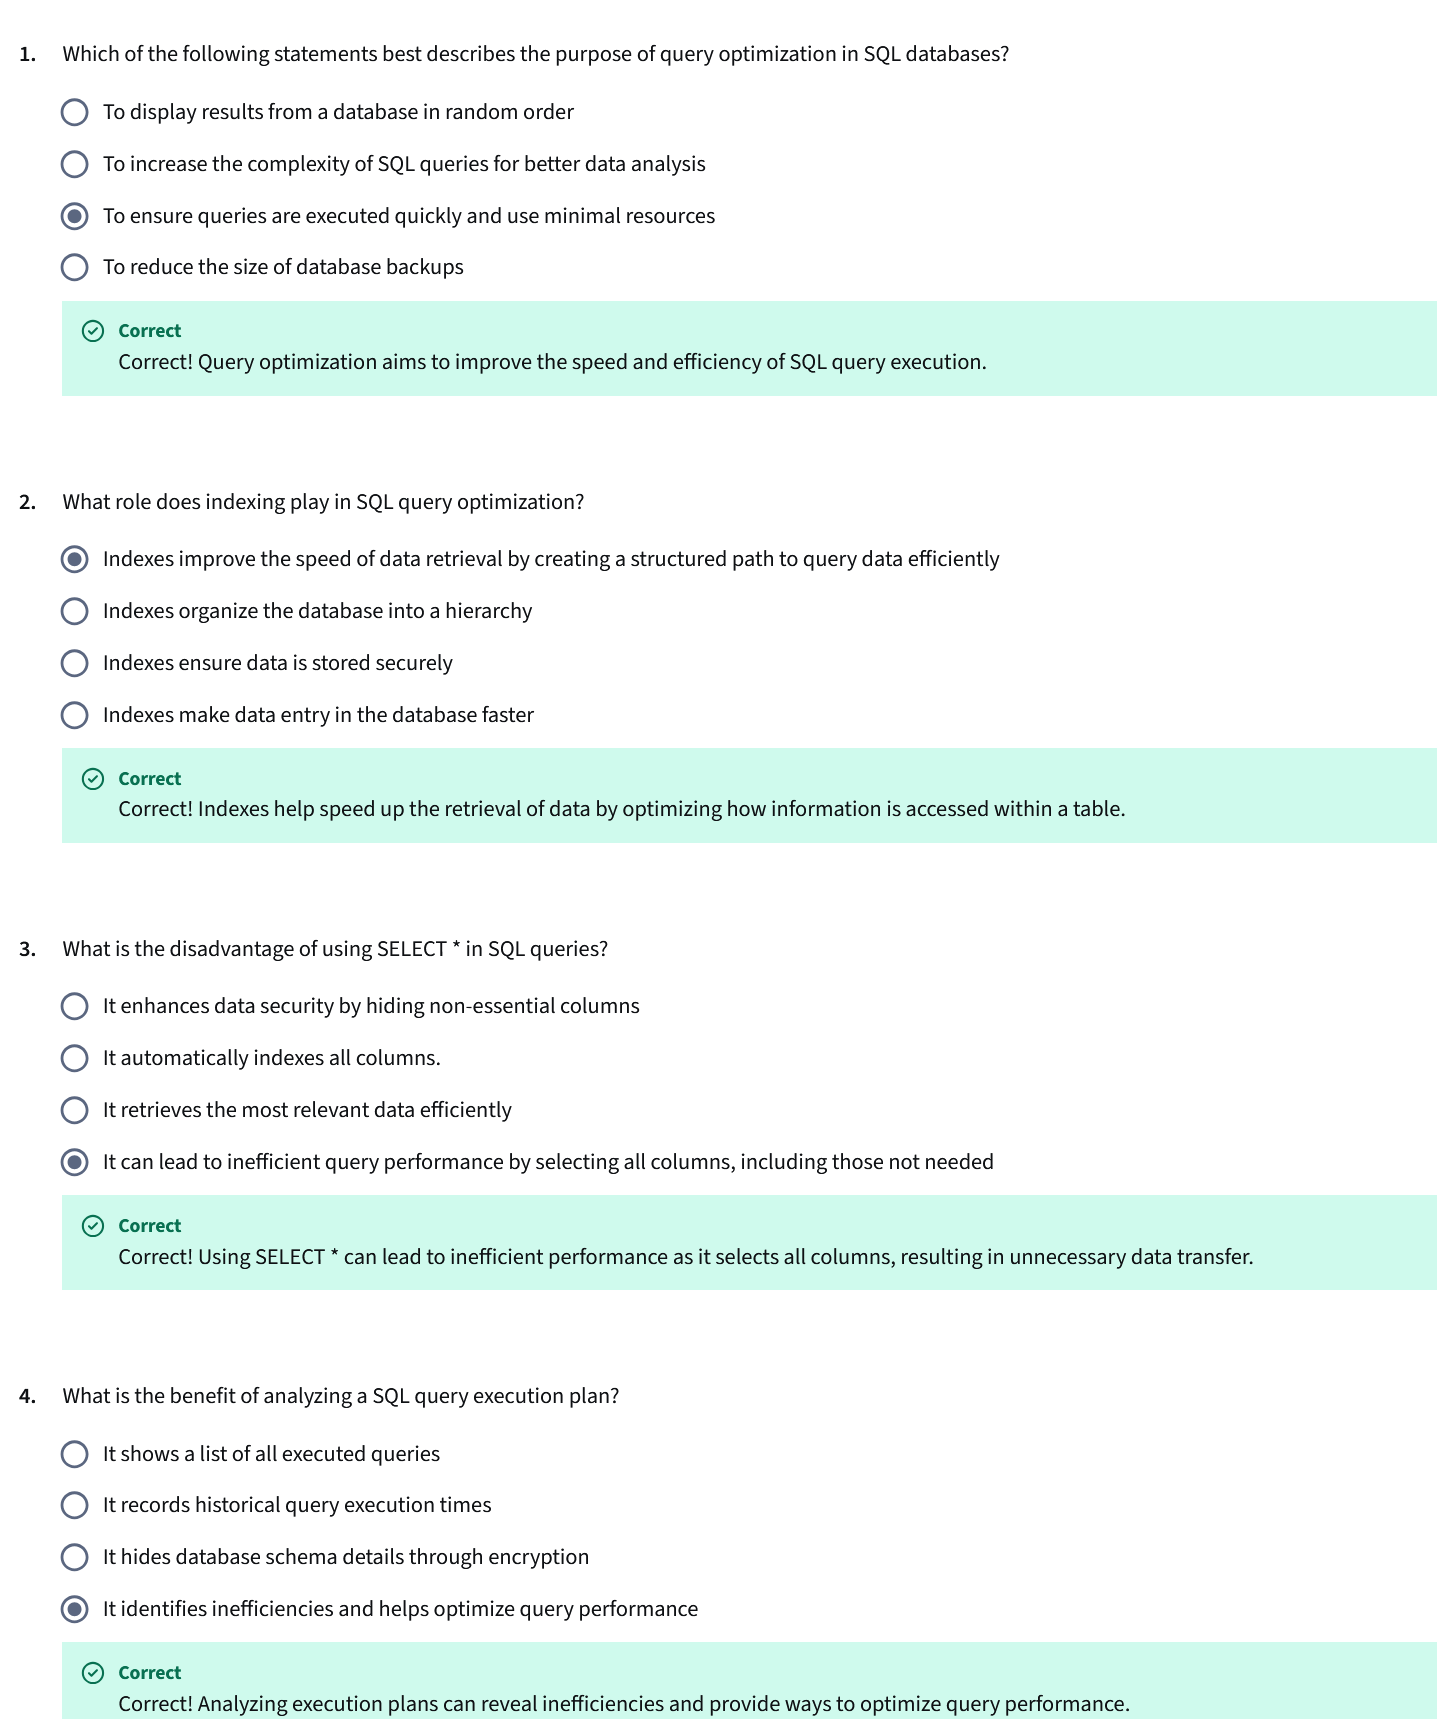 1. Which of the following statements best describes the purpose of query optimization in SQL databases?
To display results from a database in random order
To increase the complexity of SQL queries for better data analysis
To ensure queries are executed quickly and use minimal resources
To reduce the size of database backups
Correct
Correct! Query optimization aims to improve the speed and efficiency of SQL query execution.
2. What role does indexing play in SQL query optimization?
Indexes improve the speed of data retrieval by creating a structured path to query data efficiently
Indexes organize the database into a hierarchy
Indexes ensure data is stored securely
Indexes make data entry in the database faster
Correct
Correct! Indexes help speed up the retrieval of data by optimizing how information is accessed within a table.
3. What is the disadvantage of using SELECT * in SQL queries?
It enhances data security by hiding non-essential columns
It automatically indexes all columns.
It retrieves the most relevant data efficiently
It can lead to inefficient query performance by selecting all columns, including those not needed
Correct
Correct! Using SELECT * can lead to inefficient performance as it selects all columns, resulting in unnecessary data transfer.
4. What is the benefit of analyzing a SQL query execution plan?
It shows a list of all executed queries
It records historical query execution times
It hides database schema details through encryption
It identifies inefficiencies and helps optimize query performance
Correct
Correct! Analyzing execution plans can reveal inefficiencies and provide ways to optimize query performance.